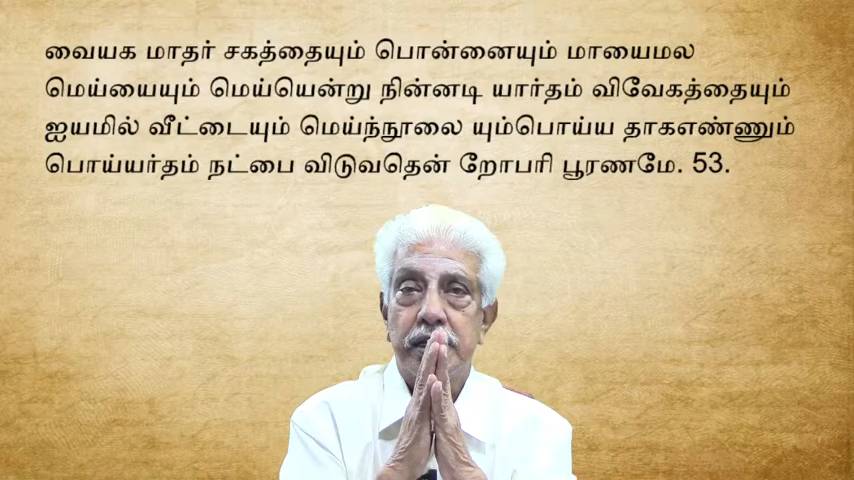 வையக மாதர் சகத்தையும் பொன்னையும் மாயைமல
மெய்யையும் மெய்யென்று நின்னடி யார்தம் விவேகத்தையும்
ஐயமில் வீட்டையும் மெய்ந்நூலை யும்பொய்ய தாகஎண்ணும்
பொய்யர்தம் நட்பை விடுவதென் றோபரி பூரணமே. 53.